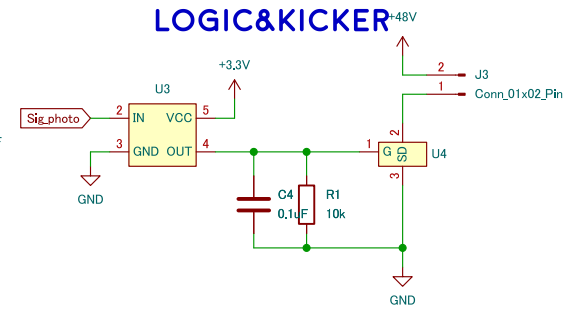 LOGIC&KICKER
+48V
+3.3V
J3
Conn_01x02_Pin
2
1
U3
Sig_photo
2 IN VCC 5
3 GND OUT 4
GND
1 G SD 2 3
U4
C4
0.1uF
R1
10k
GND